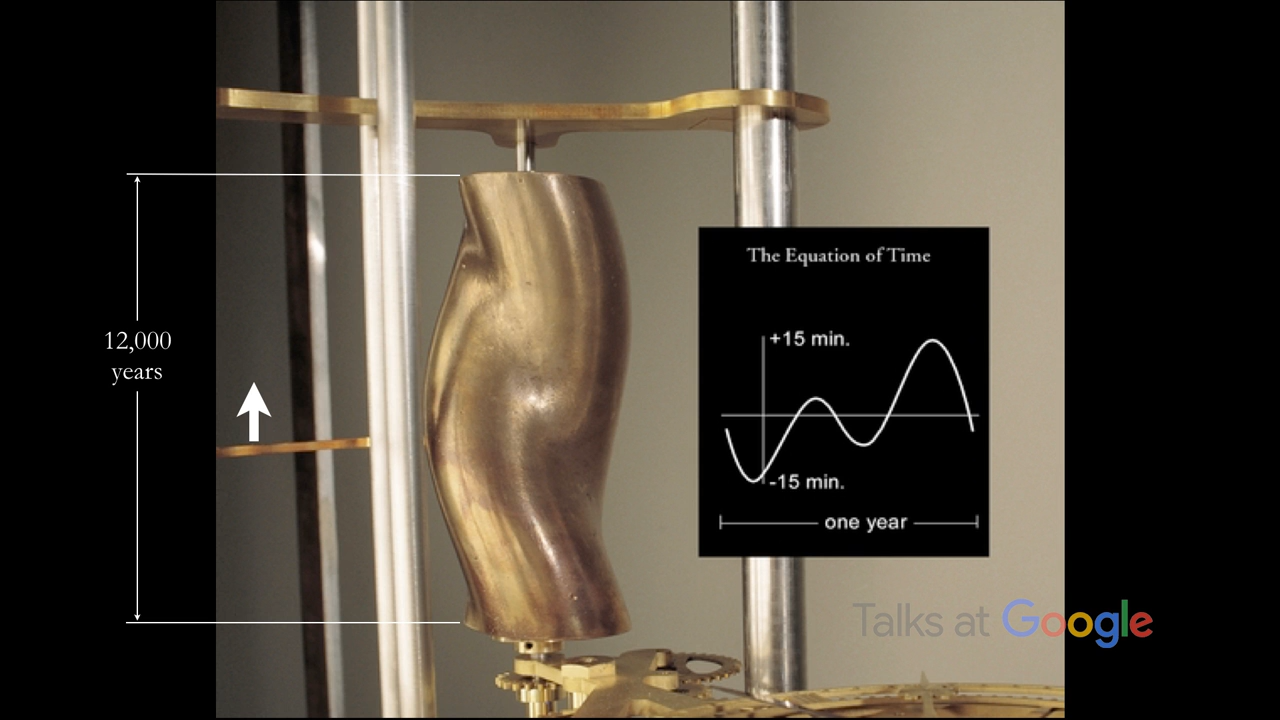 12,000
years
The Equation of Time
+15 min.
-15 min.
one year
Talks at Google